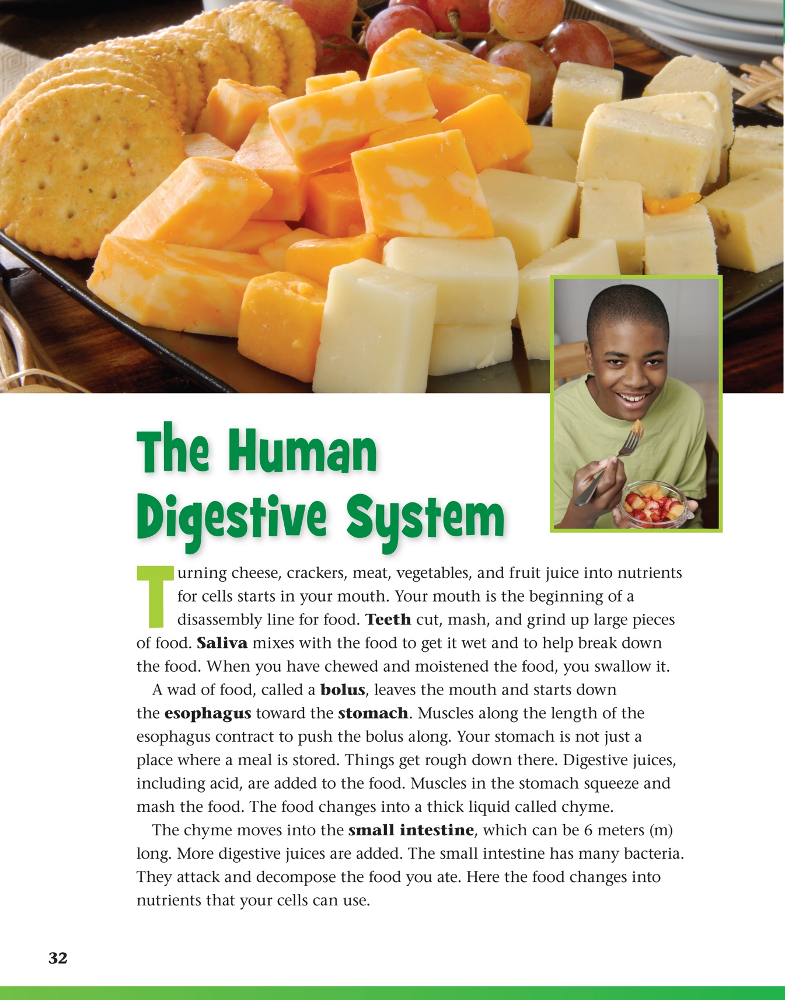 The Human
Digestive System
Turning cheese, crackers, meat, vegetables, and fruit juice into nutrients
for cells starts in your mouth. Your mouth is the beginning of a
disassembly line for food. Teeth cut, mash, and grind up large pieces
of food. Saliva mixes with the food to get it wet and to help break down
the food. When you have chewed and moistened the food, you swallow it.
A wad of food, called a bolus, leaves the mouth and starts down
the esophagus toward the stomach. Muscles along the length of the
esophagus contract to push the bolus along. Your stomach is not just a
place where a meal is stored. Things get rough down there. Digestive juices,
including acid, are added to the food. Muscles in the stomach squeeze and
mash the food. The food changes into a thick liquid called chyme.
The chyme moves into the small intestine, which can be 6 meters (m)
long. More digestive juices are added. The small intestine has many bacteria.
They attack and decompose the food you ate. Here the food changes into
nutrients that your cells can use.
32